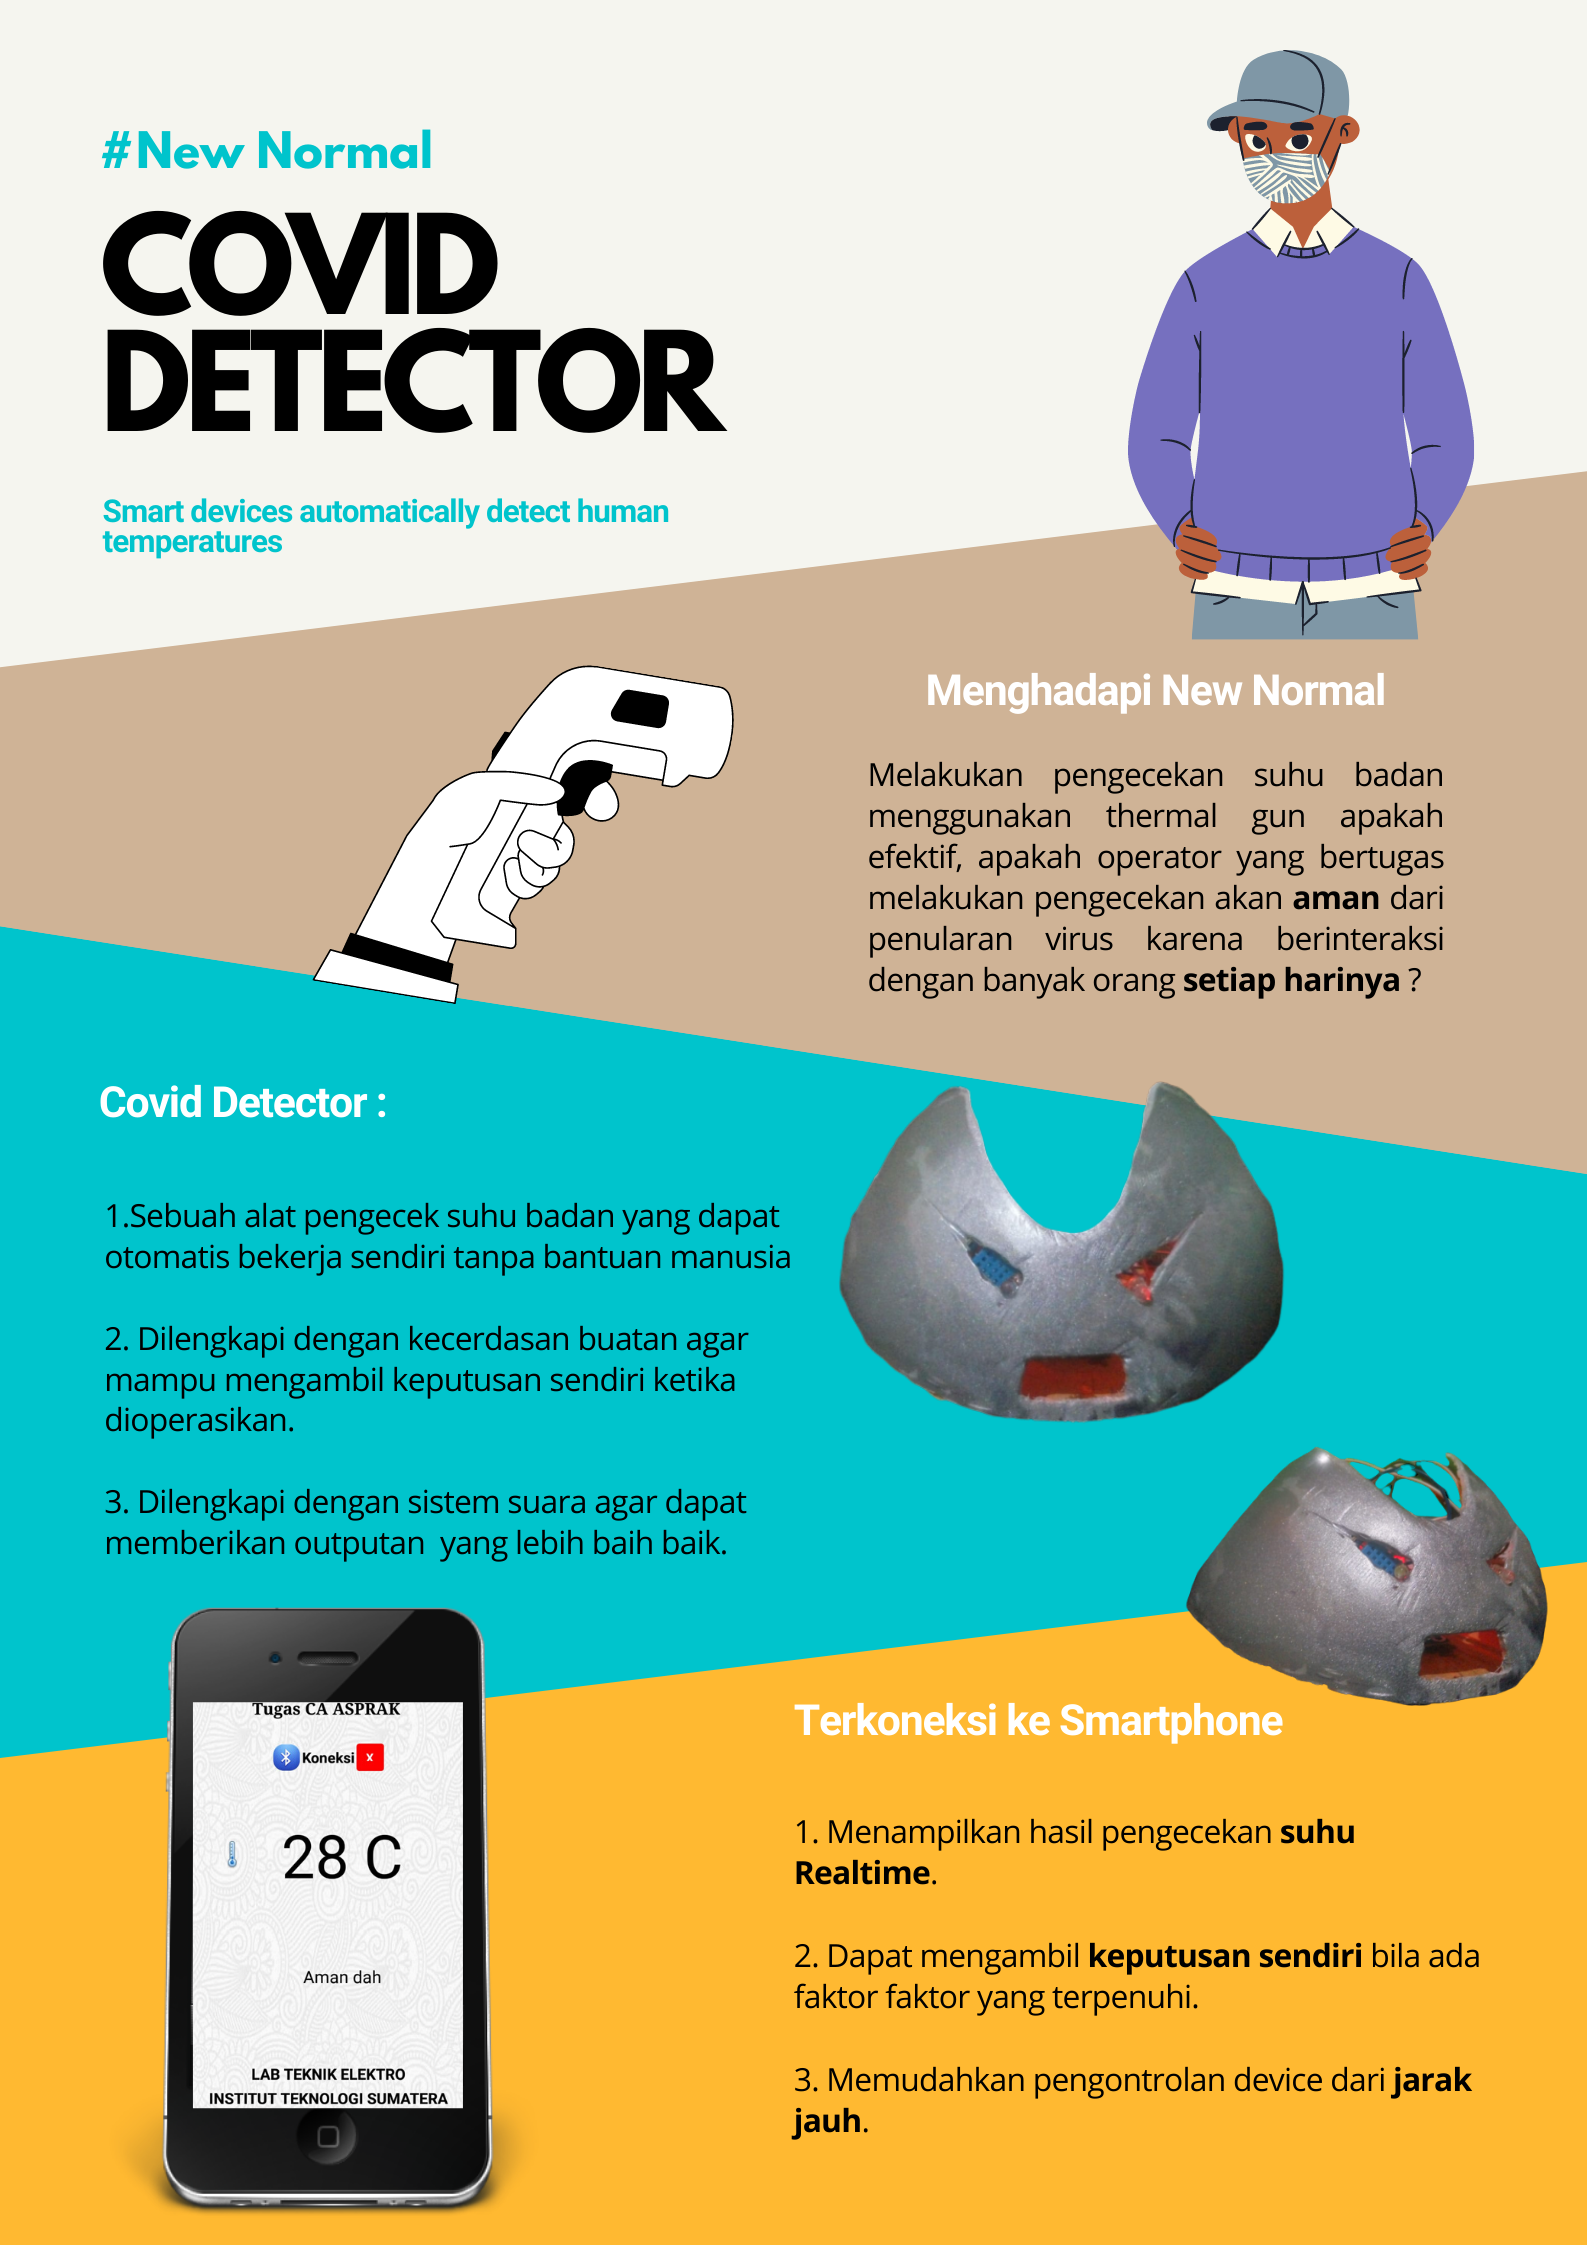 #New Normal
COVID
DETECTOR
Smart devices automatically detect human
temperatures
Menghadapi New Normal
Melakukan pengecekan suhu badan
menggunakan thermal gun apakah
efektif, apakah operator yang bertugas
melakukan pengecekan akan aman dari
penularan virus karena berinteraksi
dengan banyak orang setiap harinya ?
Covid Detector :
1.Sebuah alat pengecek suhu badan yang dapat
otomatis bekerja sendiri tanpa bantuan manusia
2. Dilengkapi dengan kecerdasan buatan agar
mampu mengambil keputusan sendiri ketika
dioperasikan.
3. Dilengkapi dengan sistem suara agar dapat
memberikan outputan  yang lebih baih baik.
Tugas CA ASPRAK
Koneksi X
28 C
Aman dah
LAB TEKNIK ELEKTRO
INSTITUT TEKNOLOGI SUMATERA
Terkoneksi ke Smartphone
1. Menampilkan hasil pengecekan suhu
Realtime.
2. Dapat mengambil keputusan sendiri bila ada
faktor faktor yang terpenuhi.
3. Memudahkan pengontrolan device dari jarak
jauh.